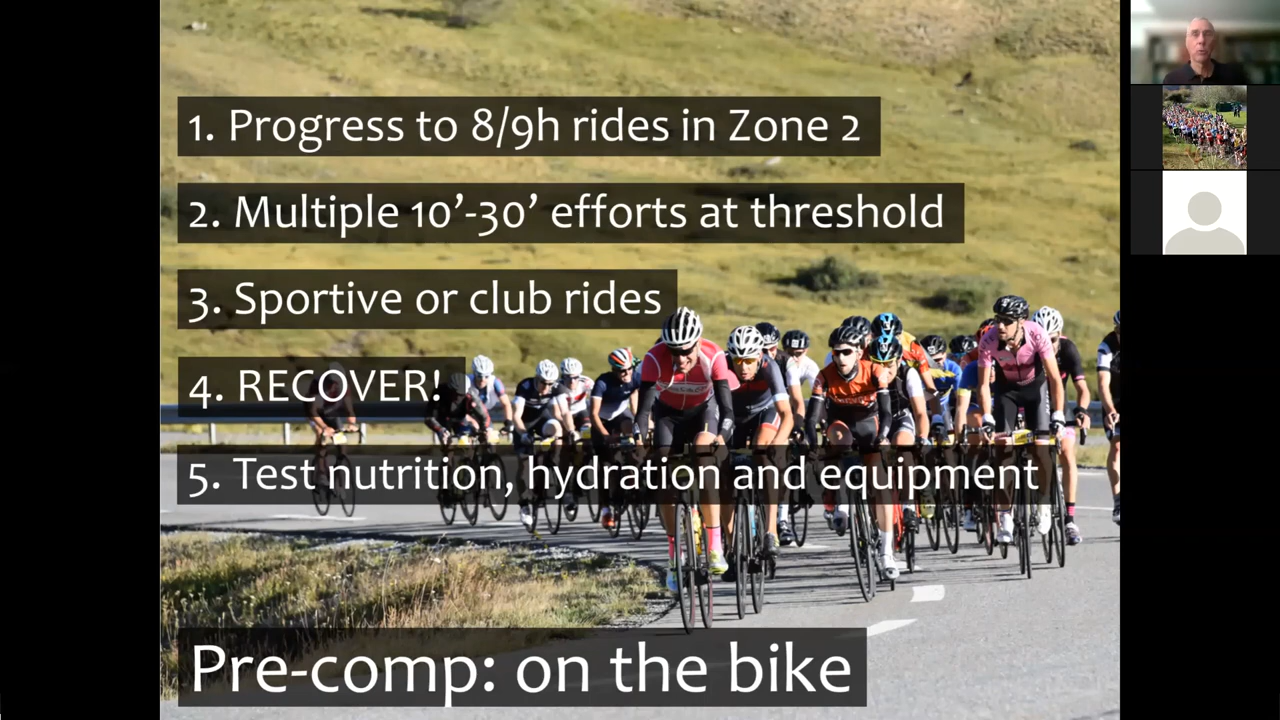 1. Progress to 8/9h rides in Zone 2
2. Multiple 10’-30’ efforts at threshold
3. Sportive or club rides
4. RECOVER!
5. Test nutrition, hydration and equipment
Pre-comp: on the bike